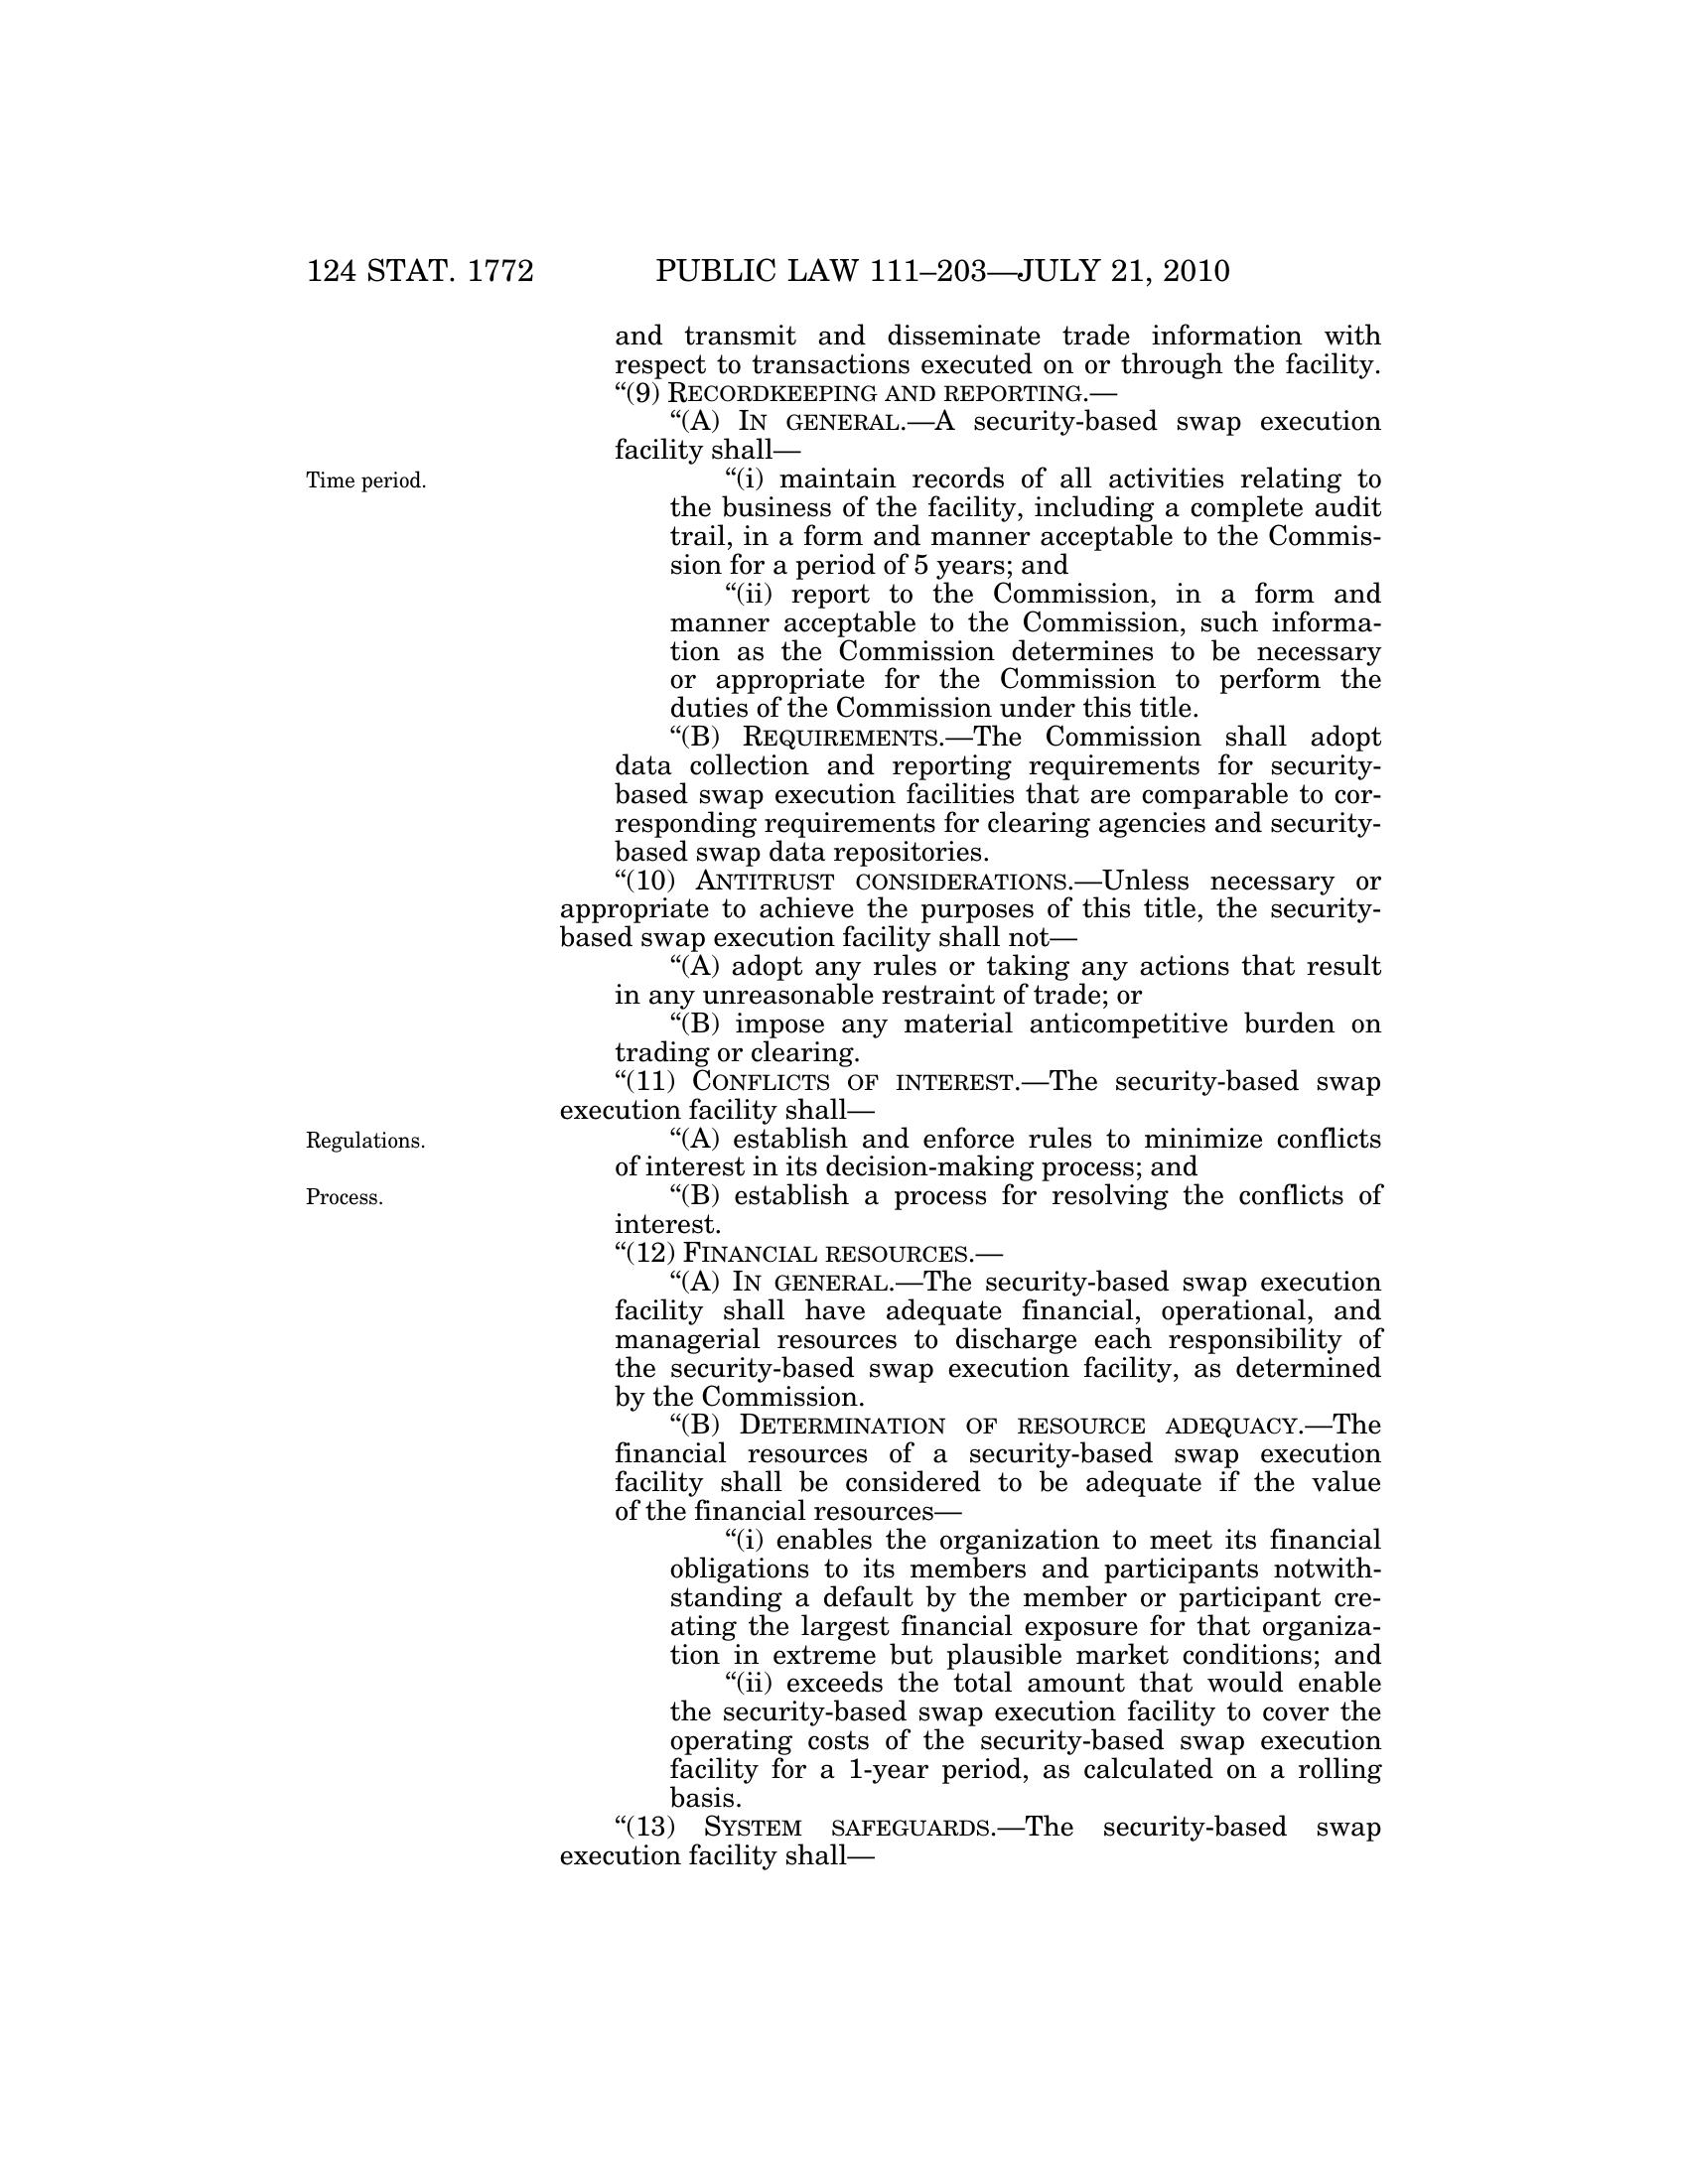 124 STAT. 1772 PUBLIC LAW 111–203—JULY 21, 2010
and transmit and disseminate trade information with
respect to transactions executed on or through the facility.
“(9) RECORDKEEPING AND REPORTING.—
“(A) IN GENERAL.—A security-based swap execution
facility shall—
Time period.
“(i) maintain records of all activities relating to
the business of the facility, including a complete audit
trail, in a form and manner acceptable to the Commis-
sion for a period of 5 years; and
“(ii) report to the Commission, in a form and
manner acceptable to the Commission, such informa-
tion as the Commission determines to be necessary
or appropriate for the Commission to perform the
duties of the Commission under this title.
“(B) REQUIREMENTS.—The Commission shall adopt
data collection and reporting requirements for security-
based swap execution facilities that are comparable to cor-
responding requirements for clearing agencies and security-
based swap data repositories.
“(10) ANTITRUST CONSIDERATIONS.—Unless necessary or
appropriate to achieve the purposes of this title, the security-
based swap execution facility shall not—
“(A) adopt any rules or taking any actions that result
in any unreasonable restraint of trade; or
“(B) impose any material anticompetitive burden on
trading or clearing.
“(11) CONFLICTS OF INTEREST.—The security-based swap
execution facility shall—
Regulations.
“(A) establish and enforce rules to minimize conflicts
of interest in its decision-making process; and
Process.
“(B) establish a process for resolving the conflicts of
interest.
“(12) FINANCIAL RESOURCES.—
“(A) IN GENERAL.—The security-based swap execution
facility shall have adequate financial, operational, and
managerial resources to discharge each responsibility of
the security-based swap execution facility, as determined
by the Commission.
“(B) DETERMINATION OF RESOURCE ADEQUACY.—The
financial resources of a security-based swap execution
facility shall be considered to be adequate if the value
of the financial resources—
“(i) enables the organization to meet its financial
obligations to its members and participants notwith-
standing a default by the member or participant cre-
ating the largest financial exposure for that organiza-
tion in extreme but plausible market conditions; and
“(ii) exceeds the total amount that would enable
the security-based swap execution facility to cover the
operating costs of the security-based swap execution
facility for a 1-year period, as calculated on a rolling
basis.
“(13) SYSTEM SAFEGUARDS.—The security-based swap
execution facility shall—